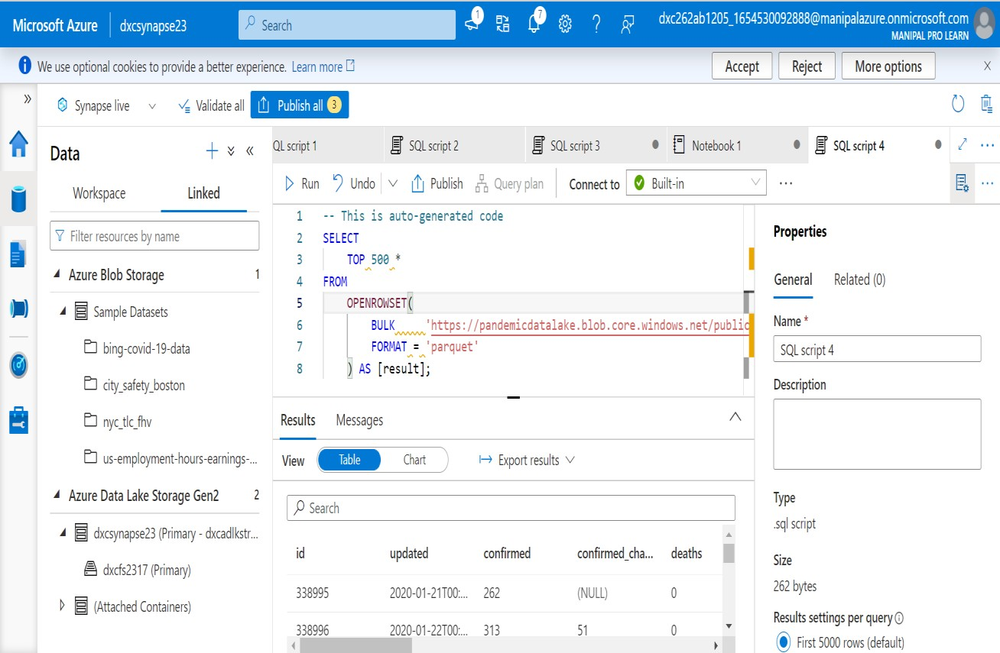 Microsoft Azure
dxcsynapse23
Search
1
7
dxc262ab1205_1654530092888@manipalazure.onmicrosoft.com
MANIPAL PRO LEARN
We use optional cookies to provide a better experience. Learn more
Accept
Reject
More options
X
Synapse live
Validate all
Publish all 3
Data
Workspace
Linked
Filter resources by name
Azure Blob Storage 1
Sample Datasets
bing-covid-19-data
city_safety_boston
nyc_tlc_fhv
us-employment-hours-earnings-...
Azure Data Lake Storage Gen2 2
dxcsynapse23 (Primary - dxcadlkstr...
dxcfs2317 (Primary)
(Attached Containers)
QL script 1
SQL script 2
SQL script 3
Notebook 1
SQL script 4
Run
Undo
Publish
Query plan
Connect to
Built-in
1 -- This is auto-generated code
2 SELECT
3 TOP 500 *
4 FROM
5 OPENROWSET(
6 BULK 'https://pandemicdatalake.blob.core.windows.net/public
7 FORMAT = 'parquet'
8 ) AS [result];
Results
Messages
View
Table
Chart
Export results
Search
id updated confirmed confirmed_cha... deaths
338995 2020-01-21T00:... 262 (NULL) 0
338996 2020-01-22T00:... 313 51 0
Properties
General
Related (0)
Name *
SQL script 4
Description
Type
.sql script
Size
262 bytes
Results settings per query
First 5000 rows (default)